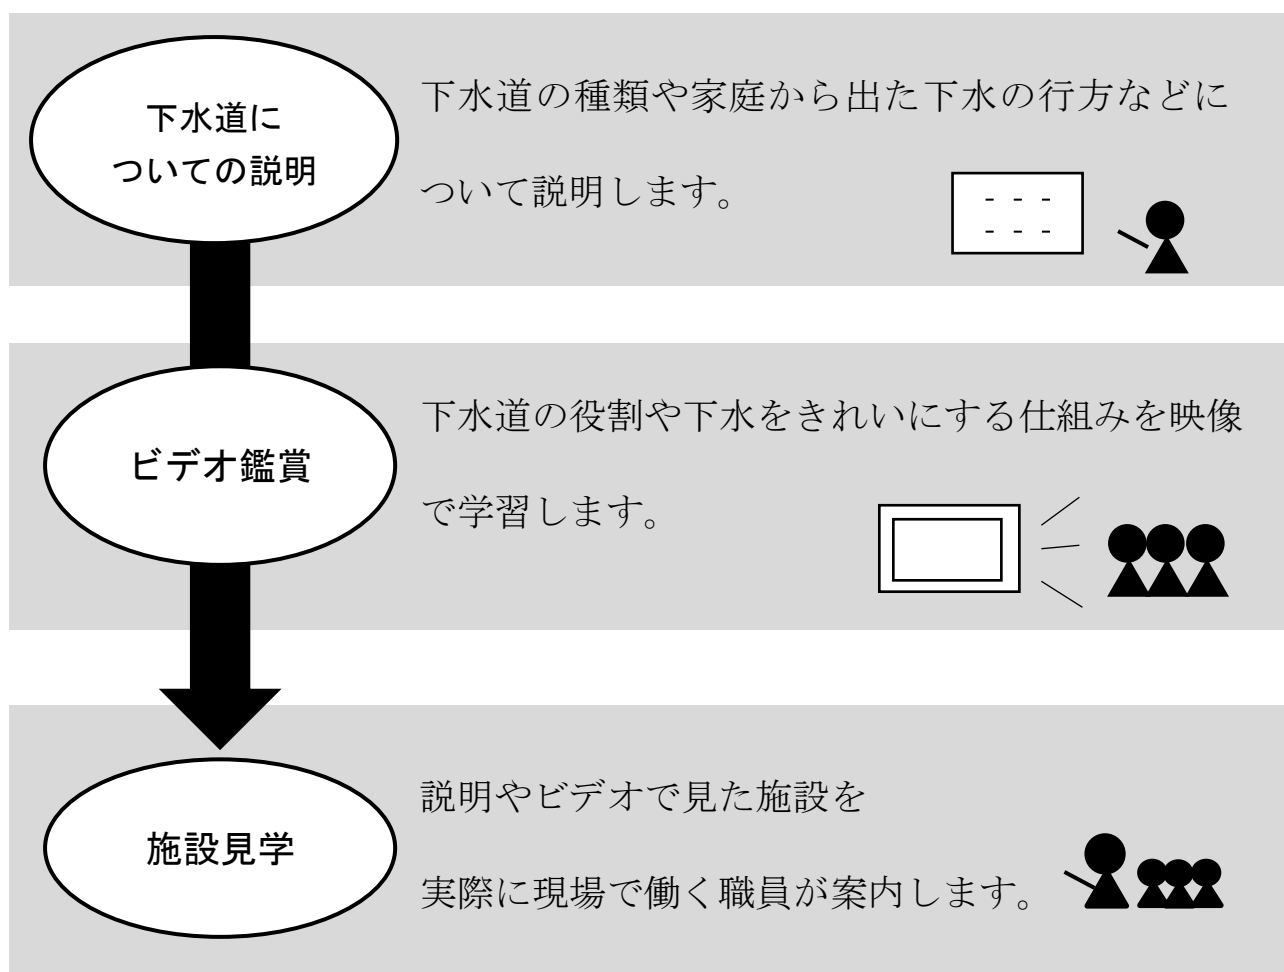 下水道に
ついての説明
下水道の種類や家庭から出た下水の行方などに
ついて説明します。
- - -
- - -
ビデオ鑑賞
下水道の役割や下水をきれいにする仕組みを映像
で学習します。
施設見学
説明やビデオで見た施設を
実際に現場で働く職員が案内します。